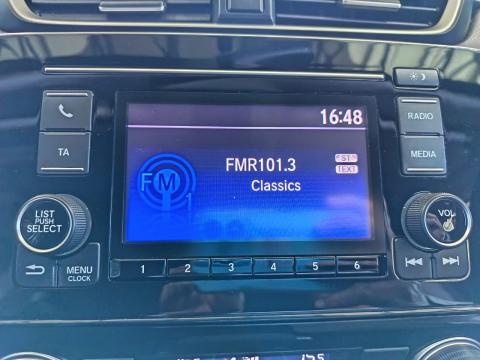 16:48
RADIO
TA
FMR101.3
ST
MEDIA
TEXT
Classics
FM
1
LIST
PUSH
SELECT
VOL
MENU
CLOCK
1 2 3 4 5 6